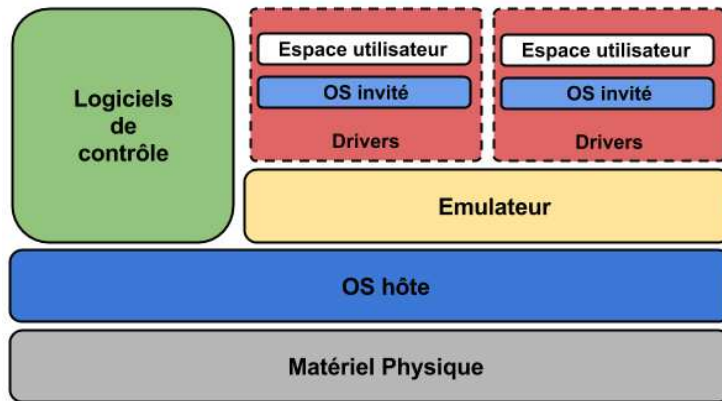 Logiciels
de
contrôle
Espace utilisateur
OS invité
Drivers
Espace utilisateur
OS invité
Drivers
Emulateur
OS hôte
Matériel Physique